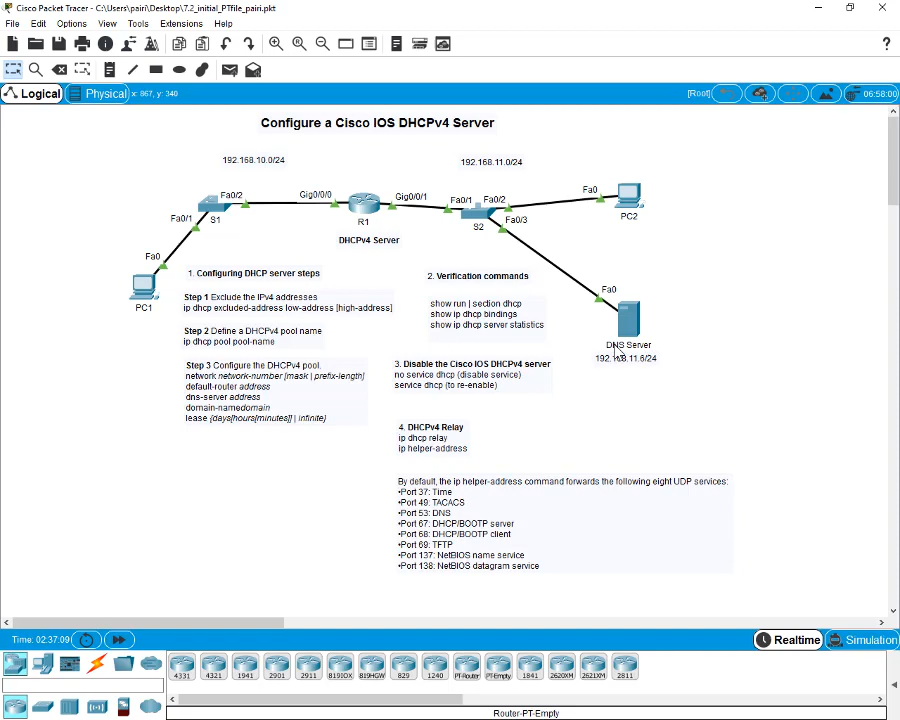 Cisco Packet Tracer - C:\Users\pairi\Desktop\7.2_initial_PTfile_pairi.pkt
File Edit Options View Tools Extensions Help
Logical Physical x: 867, y: 340 [Root] 06:58:00
Configure a Cisco IOS DHCPv4 Server
192.168.10.0/24 192.168.11.0/24
Fa0/2 Gig0/0/0 Gig0/0/1 Fa0/1 Fa0/2 Fa0
S1 R1 S2 PC2
Fa0/1 Fa0/3
DHCPv4 Server
Fa0 Fa0
PC1
DNS Server
192.168.11.6/24
1. Configuring DHCP server steps
Step 1 Exclude the IPv4 addresses.
ip dhcp excluded-address low-address [high-address]
Step 2 Define a DHCPv4 pool name
ip dhcp pool pool-name
Step 3 Configure the DHCPv4 pool.
network network-number [mask | prefix-length]
default-router address
dns-server address
domain-namedomain
lease {days[hours[minutes]] | infinite}
2. Verification commands
show run | section dhcp
show ip dhcp bindings
show ip dhcp server statistics
3. Disable the Cisco IOS DHCPv4 server
no service dhcp (disable service)
service dhcp (to re-enable)
4. DHCPv4 Relay
ip dhcp relay
ip helper-address
By default, the ip helper-address command forwards the following eight UDP services:
•Port 37: Time
•Port 49: TACACS
•Port 53: DNS
•Port 67: DHCP/BOOTP server
•Port 68: DHCP/BOOTP client
•Port 69: TFTP
•Port 137: NetBIOS name service
•Port 138: NetBIOS datagram service
Time: 02:37:09 Realtime Simulation
4331 4321 1941 2901 2911 819IOX 819HGW 829 1240 PT-Router PT-Empty 1841 2620XM 2621XM 2811
Router-PT-Empty